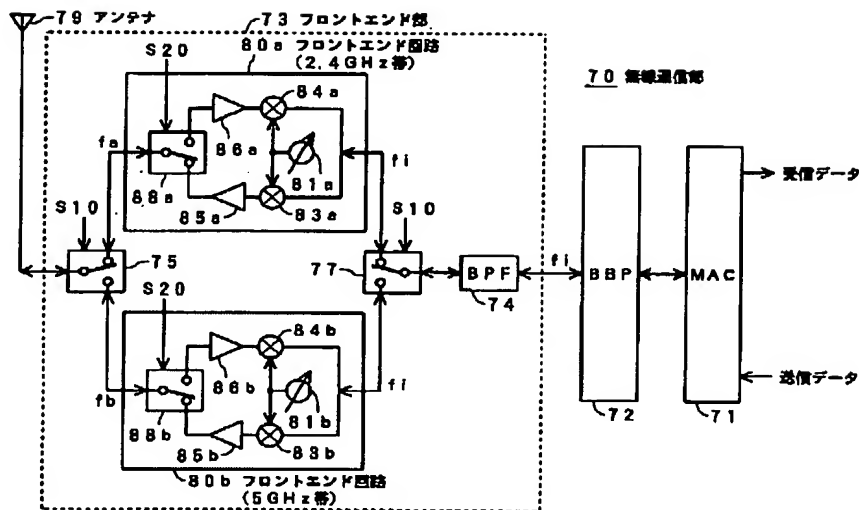 79 アンテナ
73 フロントエンド部
80a フロントエンド回路
(2.4GHz帯)
S20
84a
70 無線通信部
86a
fa
81a
fi
88a
85a
83a
S10
S10
75
77
BPF
74
fi
BBP
72
MAC
71
受信データ
送信データ
S20
84b
86b
fb
81b
fi
88b
85b
83b
80b フロントエンド回路
(5GHz帯)